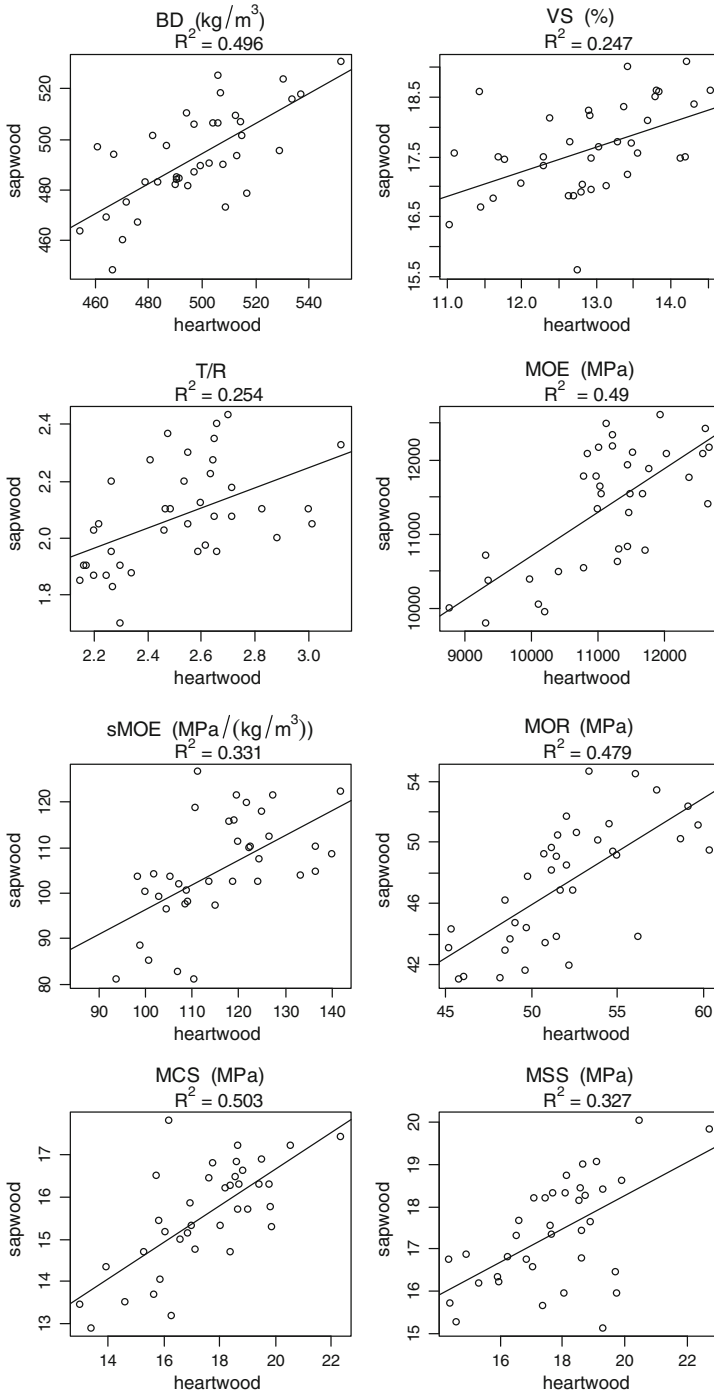 BD (kg/m³)
R² = 0.496
sapwood
460 480 500 520
460 480 500 520 540
heartwood
VS (%)
R² = 0.247
sapwood
15.5 16.5 17.5 18.5
11.0 12.0 13.0 14.0
heartwood
T/R
R² = 0.254
sapwood
1.8 2.0 2.2 2.4
2.2 2.4 2.6 2.8 3.0
heartwood
MOE (MPa)
R² = 0.49
sapwood
10000 11000 12000
9000 10000 11000 12000
heartwood
sMOE (MPa/(kg/m³))
R² = 0.331
sapwood
80 90 100 110 120
90 100 110 120 130 140
heartwood
MOR (MPa)
R² = 0.479
sapwood
42 46 50 54
45 50 55 60
heartwood
MCS (MPa)
R² = 0.503
sapwood
13 14 15 16 17
14 16 18 20 22
heartwood
MSS (MPa)
R² = 0.327
sapwood
15 16 17 18 19 20
16 18 20 22
heartwood